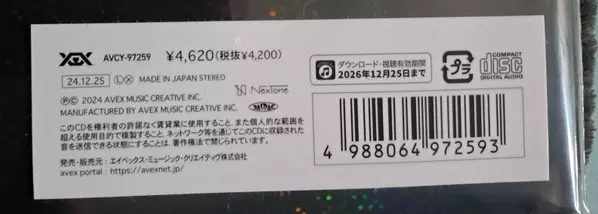 AVCY-97259 ¥4,620(税抜¥4,200)
24.12.25 L X MADE IN JAPAN STEREO
NexTone
℗© 2024 AVEX MUSIC CREATIVE INC.
MANUFACTURED BY AVEX MUSIC CREATIVE INC.
JASRAC
このCDを権利者の許諾なく賃貸業に使用すること、また個人的な範囲を
超える使用目的で複製すること、ネットワーク等を通じてこのCDに収録された
音を送信できる状態にすることは、著作権法で禁じられています。
発売・販売元:エイベックス・ミュージック・クリエイティヴ株式会社
avex portal : https://avexnet.jp/
ダウンロード・視聴有効期間
2026年12月25日まで
プラ
COMPACT
disc
DIGITAL AUDIO
4 988064 972593